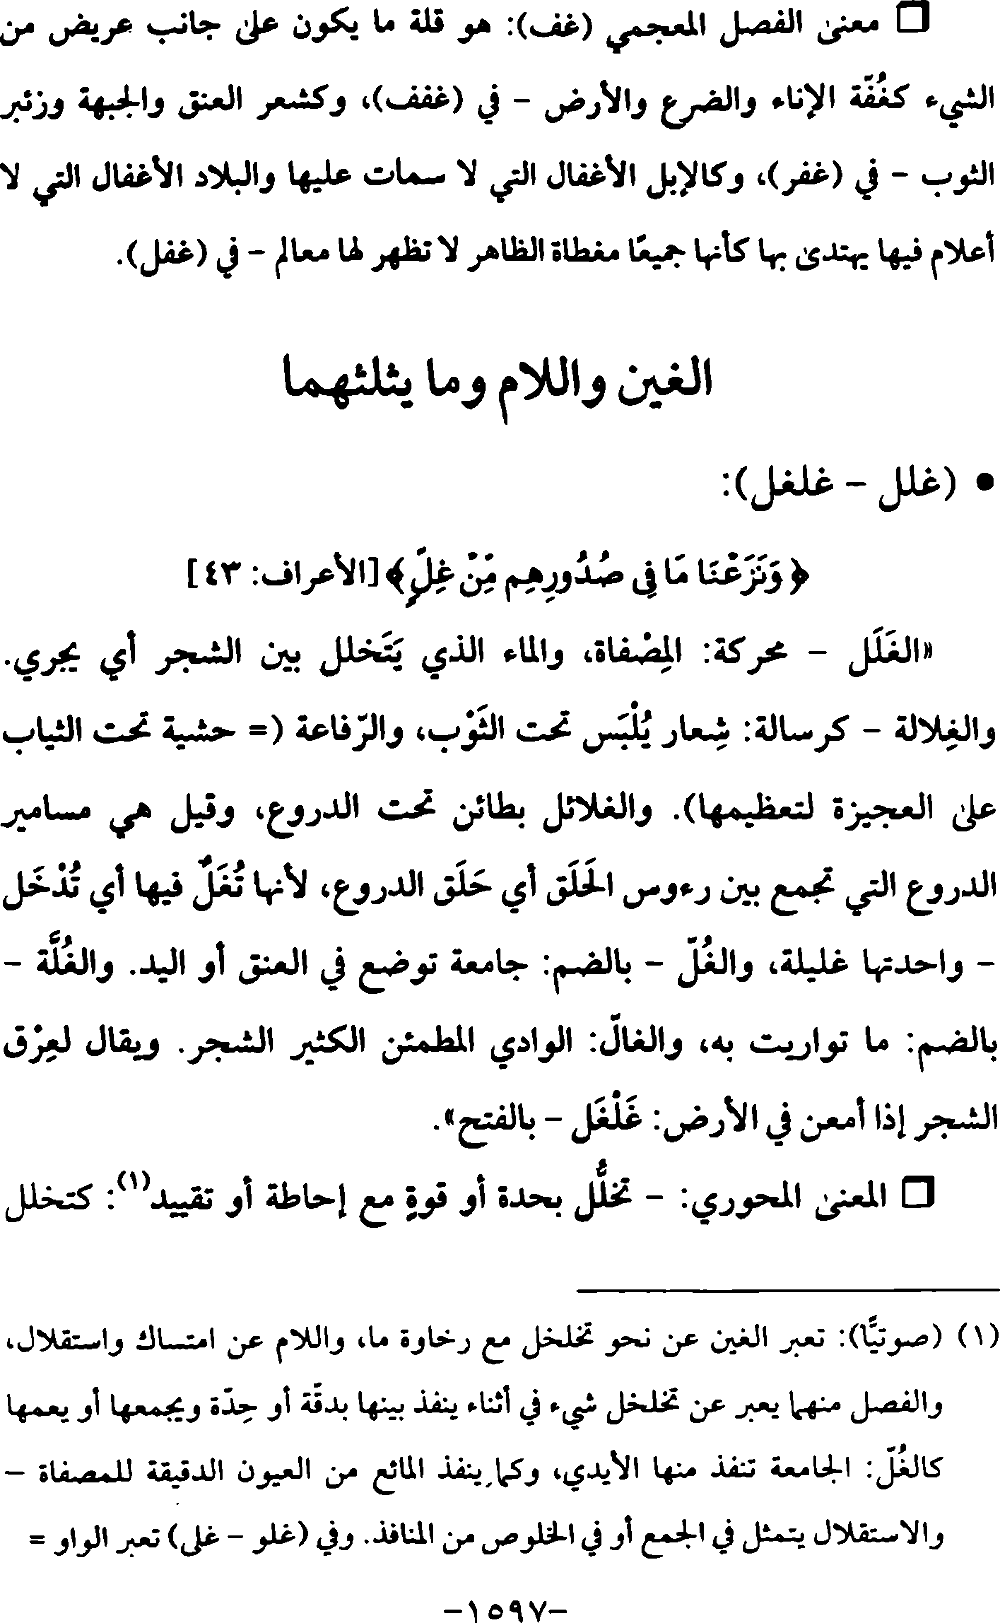 □ معنى الفصل المعجمي (غف): هو قلة ما يكون على جانب عريض من
الشيء كغُفّة الإناء والضرع والأرض - في (غفف)، وكشعر العنق والجبهة وزئبر
الثوب - في (غفر)، وكالإبل الأغفال التي لا سمات عليها والبلاد الأغفال التي لا
أعلام فيها يهتدى بها كأنها جميعًا مغطاة الظاهر لا تظهر لها معالم - في (غفل).
الغين واللام وما يثلثهما
• (غلل - غلغل):
﴿وَنَزَعْنَا مَا فِي صُدُورِهِم مِّنْ غِلٍّ﴾ [الأعراف: ٤٣]
«الغَلَل - محركة: المِصْفاة، والماء الذي يَتَخلل بين الشجر أي يجري.
والغِلالة - كرسالة: شِعار يُلْبَس تحت الثَوْب، والرّفاعة (= حشية تحت الثياب
على العجيزة لتعظيمها). والغلائل بطائن تحت الدروع، وقيل هي مسامير
الدروع التي تجمع بين رءوس الحَلَق أي حَلَق الدروع، لأنها تُغَلّ فيها أي تُدْخَل
- واحدتها غليلة، والغُلّ - بالضم: جامعة توضع في العنق أو اليد. والغُلَّة -
بالضم: ما تواريت به، والغالّ: الوادي المطمئن الكثير الشجر. ويقال لعِرْق
الشجر إذا أمعن في الأرض: غَلْغَل - بالفتح».
□ المعنى المحوري: - تخلُّل بحدة أو قوةٍ مع إحاطة أو تقييد(١): كتخلل
(١) (صوتيًّا): تعبر الغين عن نحو تخلخل مع رخاوة ما، واللام عن امتساك واستقلال،
والفصل منهما يعبر عن تخلخل شيء في أثناء ينفذ بينها بدقّة أو حِدّة ويجمعها أو يعمها
كالغُلّ: الجامعة تنفذ منها الأيدي، وكما ينفذ المائع من العيون الدقيقة للمصفاة -
والاستقلال يتمثل في الجمع أو في الخلوص من المنافذ. وفي (غلو - غلى) تعبر الواو =
-١٥٩٧-